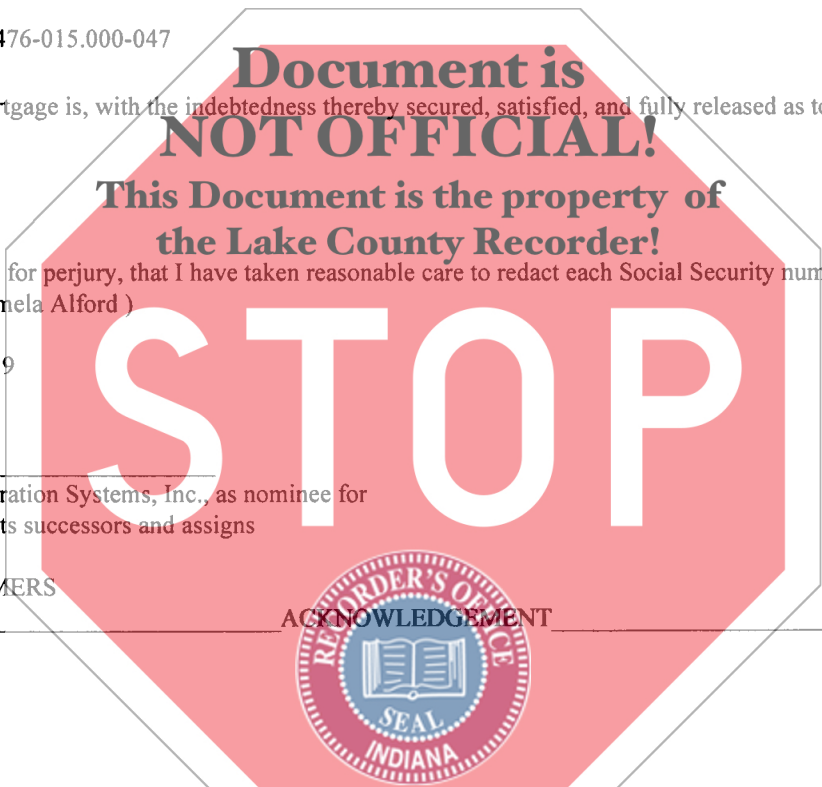 476-015.000-047
Document is
tgage is, with the indebtedness thereby secured, satisfied, and fully released as to
NOT OFFICIAL!
This Document is the property of
the Lake County Recorder!
for perjury, that I have taken reasonable care to redact each Social Security num
nela Alford )
STOP
9
ration Systems, Inc., as nominee for
ts successors and assigns
MERS
ACKNOWLEDGEMENT
RECORDER'S OFFICE
SEAL
INDIANA